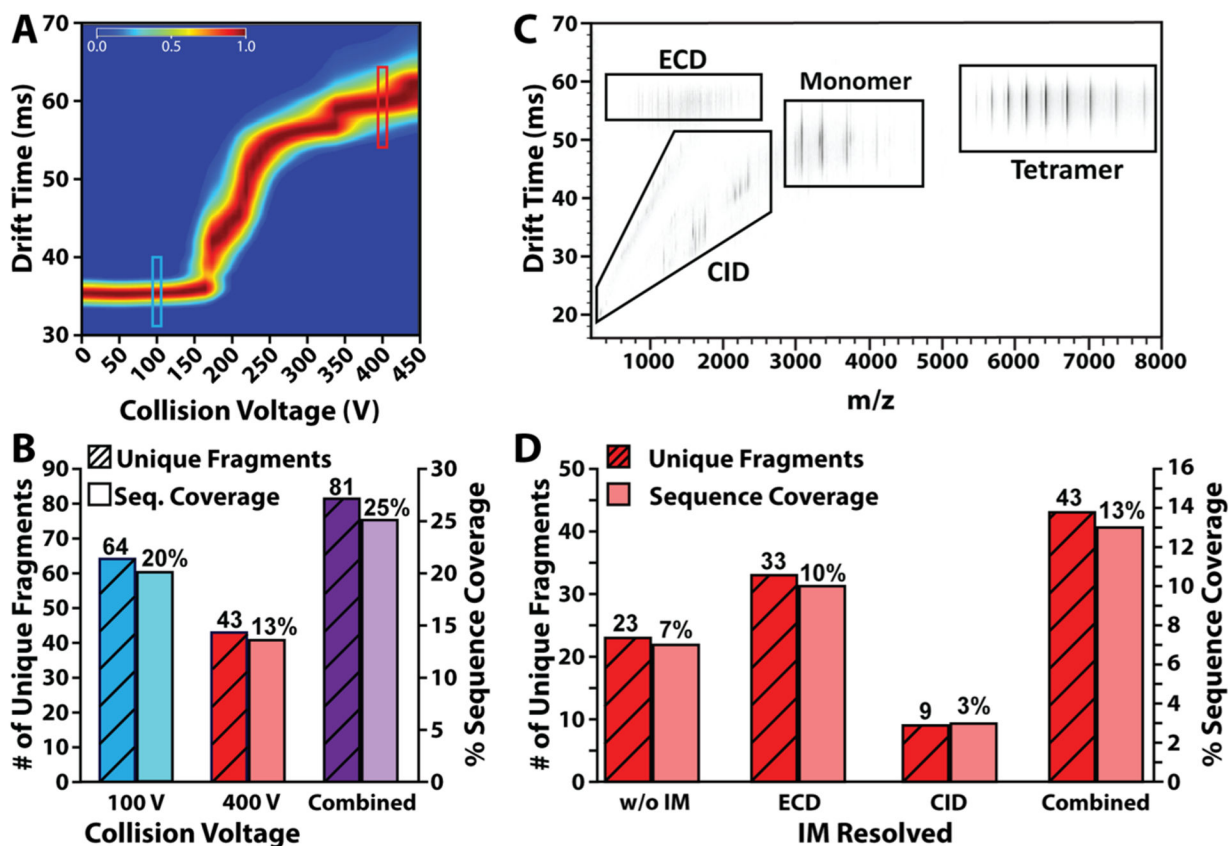 A
0.0 0.5 1.0
70
60
50
40
30
Drift Time (ms)
0 50 100 150 200 250 300 350 400 450
Collision Voltage (V)
C
70
60
50
40
30
20
Drift Time (ms)
ECD
Monomer
CID
Tetramer
1000 2000 3000 4000 5000 6000 7000 8000
m/z
B
Unique Fragments
Seq. Coverage
# of Unique Fragments
90
80
70
60
50
40
30
20
10
0
64
20%
43
13%
81
25%
30
25
20
15
10
5
0
% Sequence Coverage
100 V 400 V Combined
Collision Voltage
D
Unique Fragments
Sequence Coverage
# of Unique Fragments
50
40
30
20
10
0
23
7%
33
10%
9
3%
43
13%
16
14
12
10
8
6
4
2
0
% Sequence Coverage
w/o IM ECD CID Combined
IM Resolved